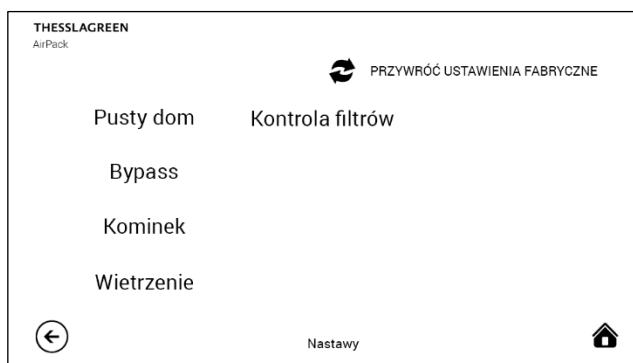 THESSLAGREEN
AirPack
PRZYWRÓĆ USTAWIENIA FABRYCZNE
Pusty dom
Kontrola filtrów
Bypass
Kominek
Wietrzenie
Nastawy